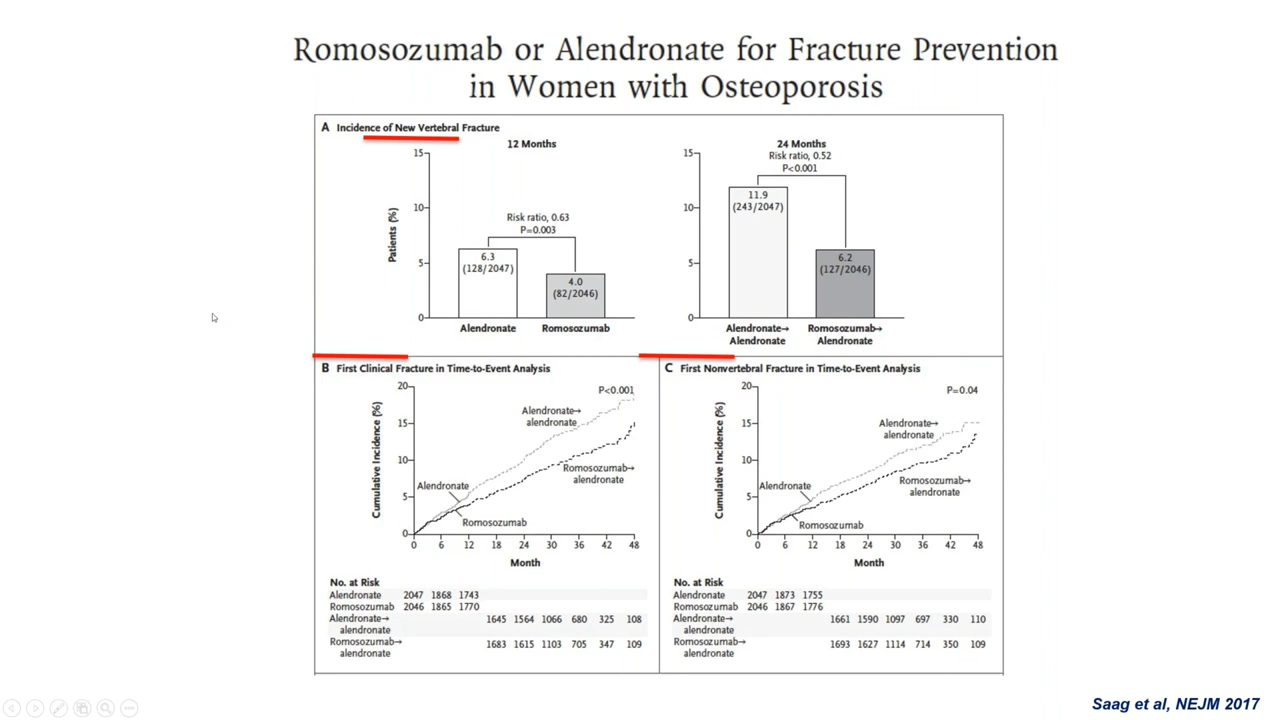 Romosozumab or Alendronate for Fracture Prevention
in Women with Osteoporosis
A Incidence of New Vertebral Fracture
12 Months
15
10
5
0
Patients (%)
Risk ratio, 0.63
P=0.003
6.3
(128/2047)
4.0
(82/2046)
Alendronate
Romosozumab
24 Months
Risk ratio, 0.52
P<0.001
15
10
5
0
11.9
(243/2047)
6.2
(127/2046)
Alendronate→
Alendronate
Romosozumab→
Alendronate
B First Clinical Fracture in Time-to-Event Analysis
P<0.001
20
15
10
5
0
Cumulative Incidence (%)
Alendronate→
alendronate
Romosozumab→
alendronate
Alendronate
Romosozumab
0 6 12 18 24 30 36 42 48
Month
No. at Risk
Alendronate 2047 1868 1743
Romosozumab 2046 1865 1770
Alendronate→ 1645 1564 1066 680 325 108
alendronate
Romosozumab→ 1683 1615 1103 705 347 109
alendronate
C First Nonvertebral Fracture in Time-to-Event Analysis
P=0.04
20
15
10
5
0
Cumulative Incidence (%)
Alendronate→
alendronate
Romosozumab→
alendronate
Alendronate
Romosozumab
0 6 12 18 24 30 36 42 48
Month
No. at Risk
Alendronate 2047 1873 1755
Romosozumab 2046 1867 1776
Alendronate→ 1661 1590 1097 697 330 110
alendronate
Romosozumab→ 1693 1627 1114 714 350 109
alendronate
Saag et al, NEJM 2017